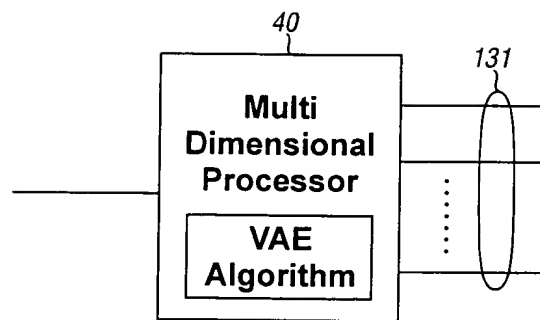 40
131
Multi
Dimensional
Processor
VAE
Algorithm